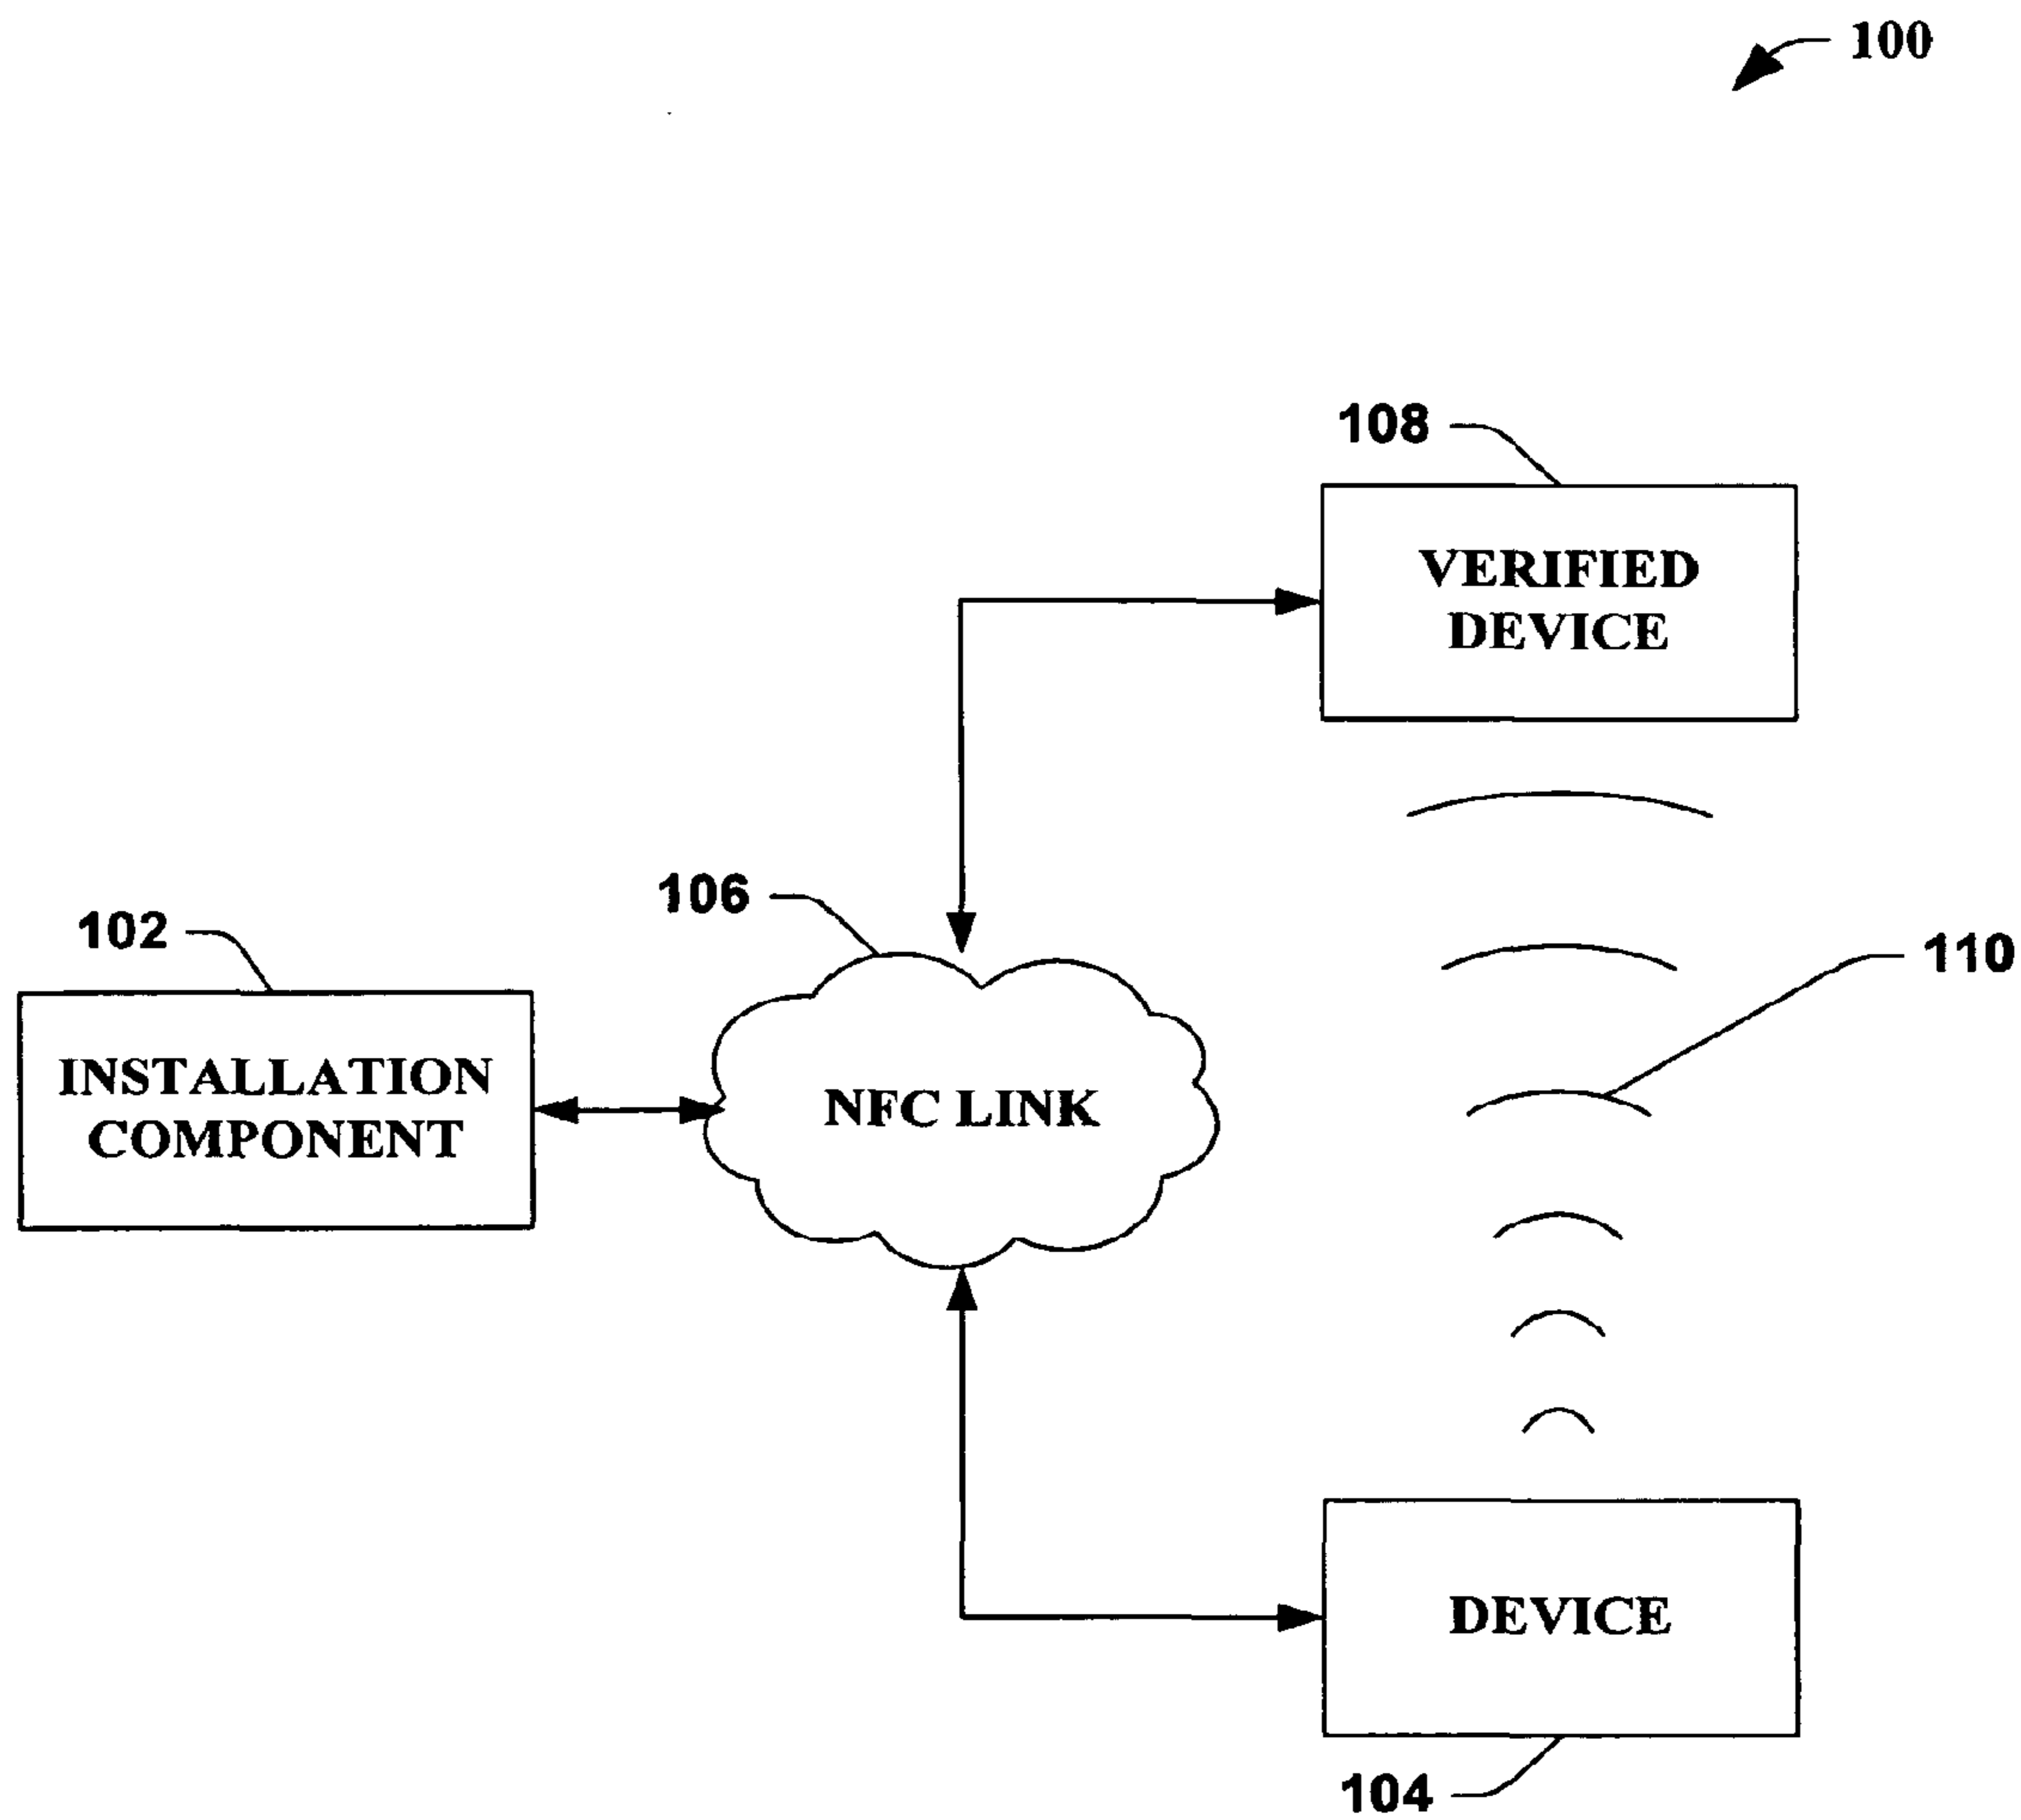 100
108
VERIFIED
DEVICE
106
102
110
INSTALLATION
COMPONENT
NFC LINK
DEVICE
104